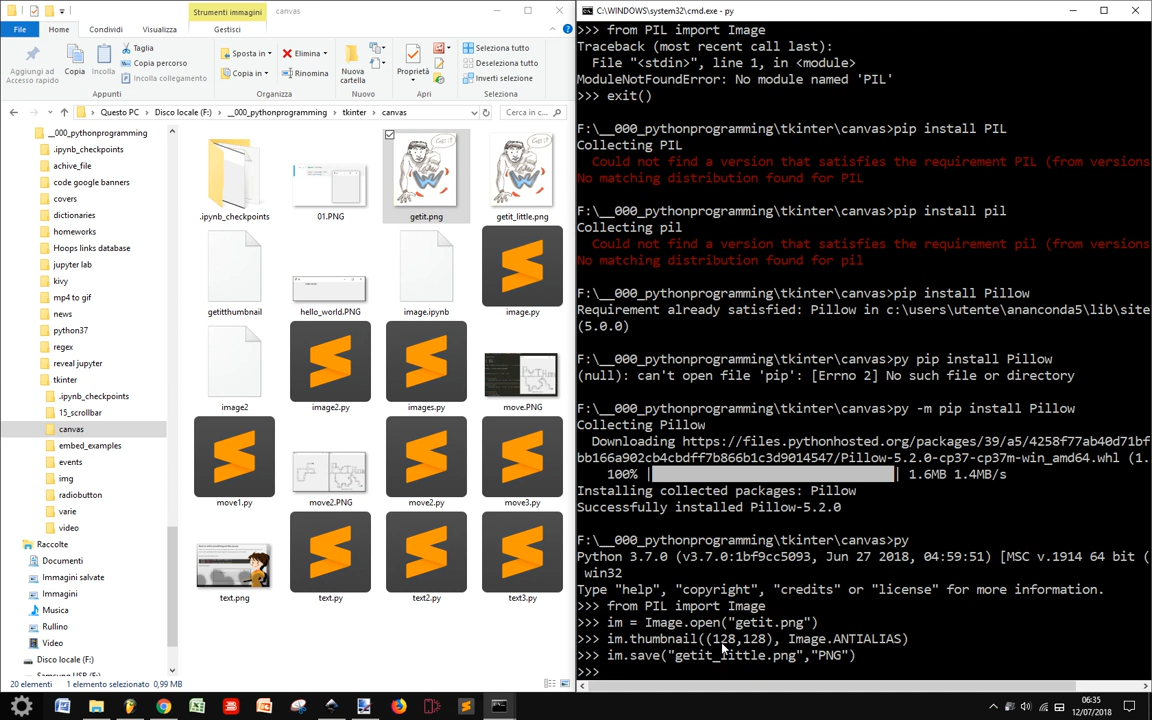 Strumenti immagini
canvas
File
Home
Condividi
Visualizza
Gestisci
Aggiungi ad
Accesso rapido
Copia
Incolla
Taglia
Copia percorso
Incolla collegamento
Appunti
Sposta in
Copia in
Elimina
Rinomina
Organizza
Nuova
cartella
Nuovo
Proprietà
Apri
Seleziona tutto
Deseleziona tutto
Inverti selezione
Seleziona
Questo PC
Disco locale (F:)
__000_pythonprogramming
tkinter
canvas
Cerca in ...
__000_pythonprogramming
.ipynb_checkpoints
achive_file
code google banners
covers
dictionaries
homeworks
Hoops links database
jupyter lab
kivy
mp4 to gif
news
python37
regex
reveal jupyter
tkinter
.ipynb_checkpoints
15_scrollbar
canvas
embed_examples
events
img
radiobutton
varie
video
Raccolte
Documenti
Immagini salvate
Immagini
Musica
Rullino
Video
Disco locale (F:)
Samsung USB (F:)
.ipynb_checkpoints
01.PNG
getit.png
getit_little.png
getitthumbnail
hello_world.PNG
image.ipynb
image.py
image2
image2.py
images.py
move.PNG
move1.py
move2.PNG
move2.py
move3.py
text.png
text.py
text2.py
text3.py
20 elementi
1 elemento selezionato 0,99 MB
C:\WINDOWS\system32\cmd.exe - py
>>> from PIL import Image
Traceback (most recent call last):
File "<stdin>", line 1, in <module>
ModuleNotFoundError: No module named 'PIL'
>>> exit()
F:\__000_pythonprogramming\tkinter\canvas>pip install PIL
Collecting PIL
Could not find a version that satisfies the requirement PIL (from versions
No matching distribution found for PIL
F:\__000_pythonprogramming\tkinter\canvas>pip install pil
Collecting pil
Could not find a version that satisfies the requirement pil (from versions
No matching distribution found for pil
F:\__000_pythonprogramming\tkinter\canvas>pip install Pillow
Requirement already satisfied: Pillow in c:\users\utente\ananconda5\lib\site
(5.0.0)
F:\__000_pythonprogramming\tkinter\canvas>py pip install Pillow
(null): can't open file 'pip': [Errno 2] No such file or directory
F:\__000_pythonprogramming\tkinter\canvas>py -m pip install Pillow
Collecting Pillow
Downloading https://files.pythonhosted.org/packages/39/a5/4258f77ab40d71bf
bb166a902cb4cbdff7b866b1c3d9014547/Pillow-5.2.0-cp37-cp37m-win_amd64.whl (1.
100% | | 1.6MB 1.4MB/s
Installing collected packages: Pillow
Successfully installed Pillow-5.2.0
F:\__000_pythonprogramming\tkinter\canvas>py
Python 3.7.0 (v3.7.0:1bf9cc5093, Jun 27 2018, 04:59:51) [MSC v.1914 64 bit (
win32
Type "help", "copyright", "credits" or "license" for more information.
>>> from PIL import Image
>>> im = Image.open("getit.png")
>>> im.thumbnail((128,128), Image.ANTIALIAS)
>>> im.save("getit_little.png","PNG")
>>>
06:35
12/07/2018